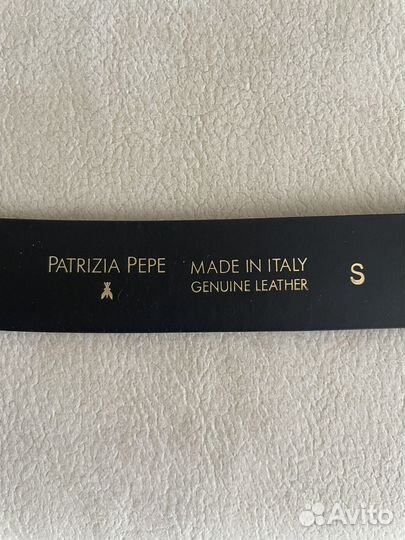 PATRIZIA PEPE
MADE IN ITALY
GENUINE LEATHER
S
Avito